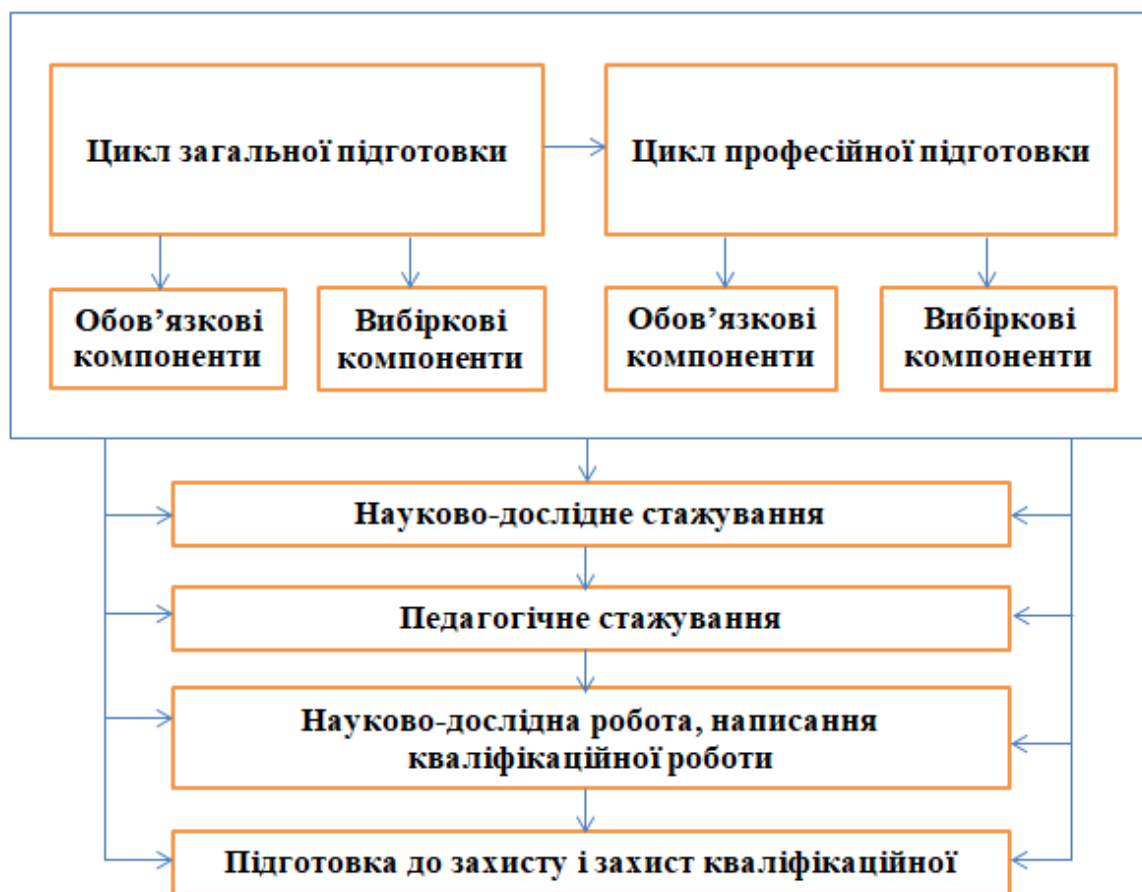 Цикл загальної підготовки
Цикл професійної підготовки
Обов’язкові
компоненти
Вибіркові
компоненти
Обов’язкові
компоненти
Вибіркові
компоненти
Науково-дослідне стажування
Педагогічне стажування
Науково-дослідна робота, написання
кваліфікаційної роботи
Підготовка до захисту і захист кваліфікаційної